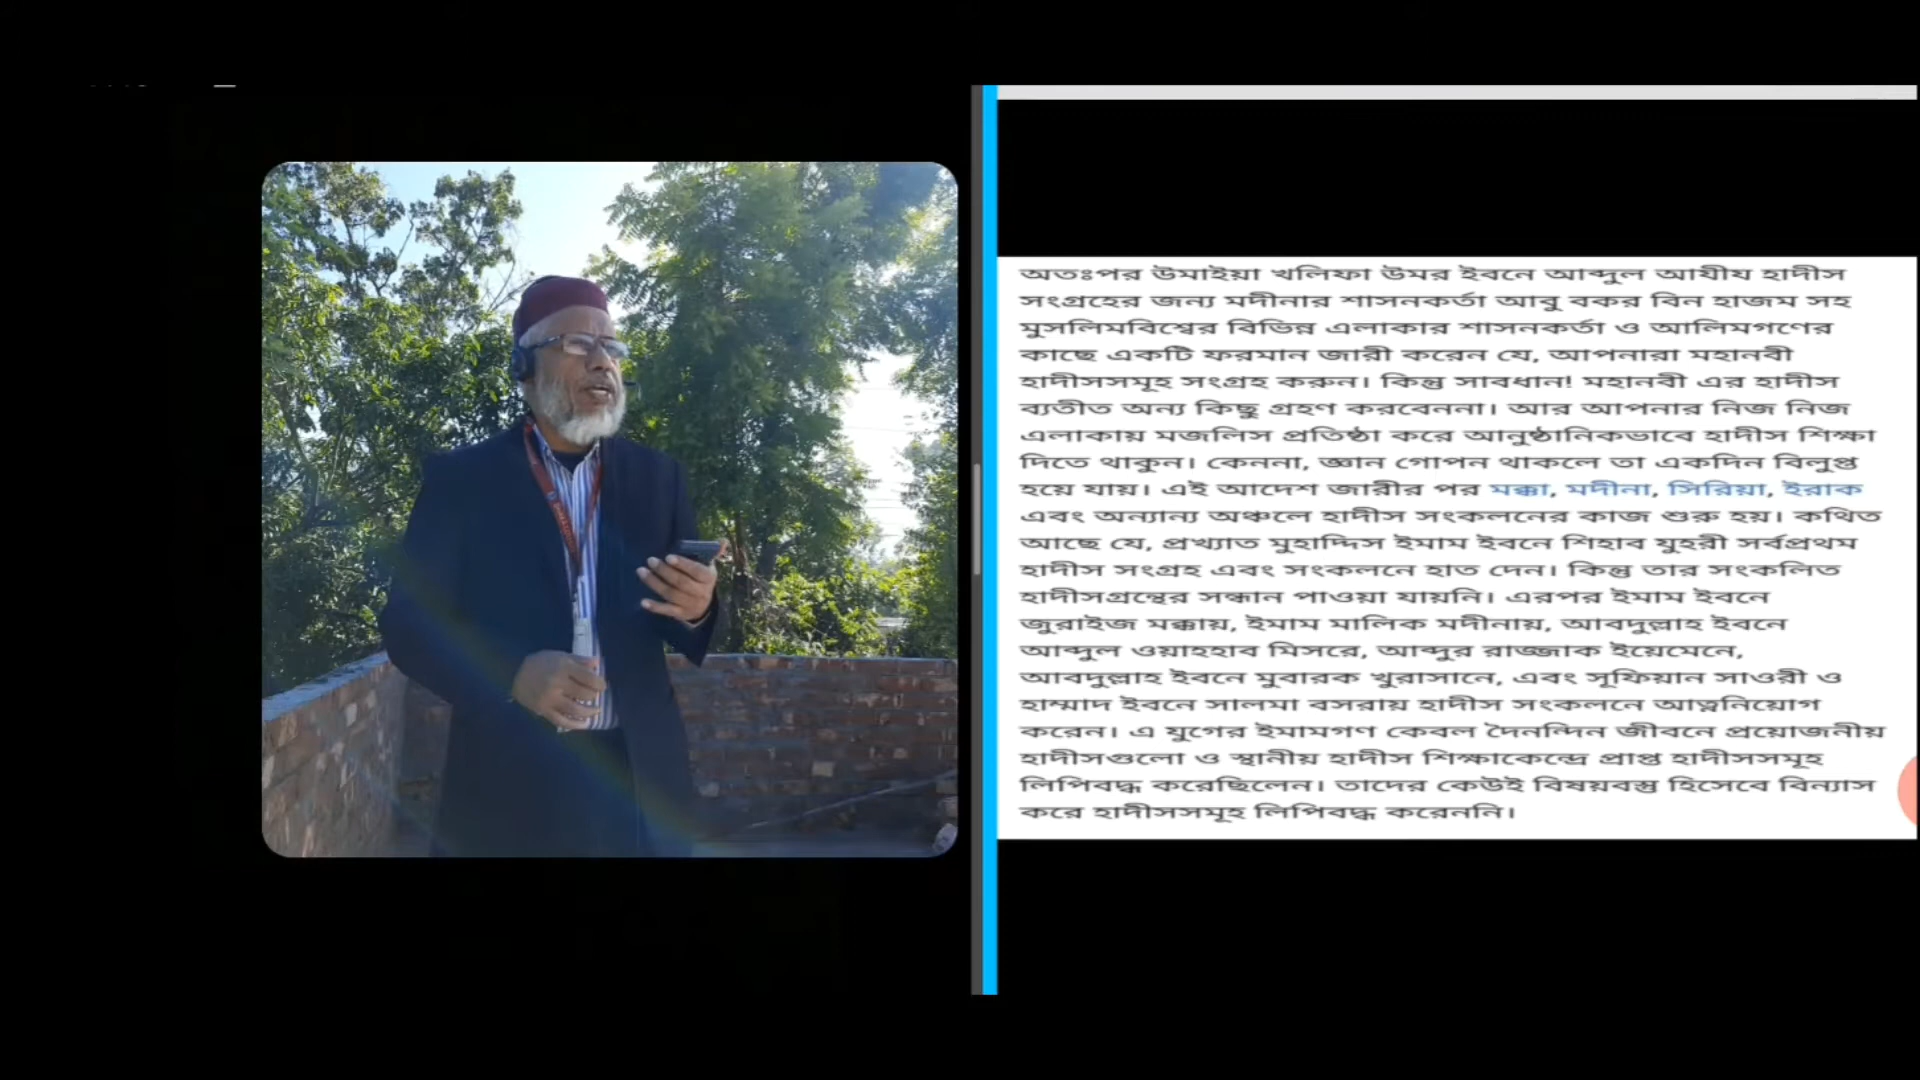 অতঃপর উমাইয়া খলিফা উমর ইবনে আব্দুল আযীয হাদীস
সংগ্রহের জন্য মদীনার শাসনকর্তা আবু বকর বিন হাজম সহ
মুসলিমবিশ্বের বিভিন্ন এলাকার শাসনকর্তা ও আলিমগণের
কাছে একটি ফরমান জারী করেন যে, আপনারা মহানবী
হাদীসসমূহ সংগ্রহ করুন। কিন্তু সাবধান! মহানবী এর হাদীস
ব্যতীত অন্য কিছু গ্রহণ করবেননা। আর আপনার নিজ নিজ
এলাকায় মজলিস প্রতিষ্ঠা করে আনুষ্ঠানিকভাবে হাদীস শিক্ষা
দিতে থাকুন। কেননা, জ্ঞান গোপন থাকলে তা একদিন বিলুপ্ত
হয়ে যায়। এই আদেশ জারীর পর মক্কা, মদীনা, সিরিয়া, ইরাক
এবং অন্যান্য অঞ্চলে হাদীস সংকলনের কাজ শুরু হয়। কথিত
আছে যে, প্রখ্যাত মুহাদ্দিস ইমাম ইবনে শিহাব যুহরী সর্বপ্রথম
হাদীস সংগ্রহ এবং সংকলনে হাত দেন। কিন্তু তার সংকলিত
হাদীসগ্রন্থের সন্ধান পাওয়া যায়নি। এরপর ইমাম ইবনে
জুরাইজ মক্কায়, ইমাম মালিক মদীনায়, আবদুল্লাহ ইবনে
আব্দুল ওয়াহহাব মিসরে, আব্দুর রাজ্জাক ইয়েমেনে,
আবদুল্লাহ ইবনে মুবারক খুরাসানে, এবং সূফিয়ান সাওরী ও
হাম্মাদ ইবনে সালমা বসরায় হাদীস সংকলনে আত্ননিয়োগ
করেন। এ যুগের ইমামগণ কেবল দৈনন্দিন জীবনে প্রয়োজনীয়
হাদীসগুলো ও স্থানীয় হাদীস শিক্ষাকেন্দ্রে প্রাপ্ত হাদীসসমূহ
লিপিবদ্ধ করেছিলেন। তাদের কেউই বিষয়বস্তু হিসেবে বিন্যাস
করে হাদীসসমূহ লিপিবদ্ধ করেননি।